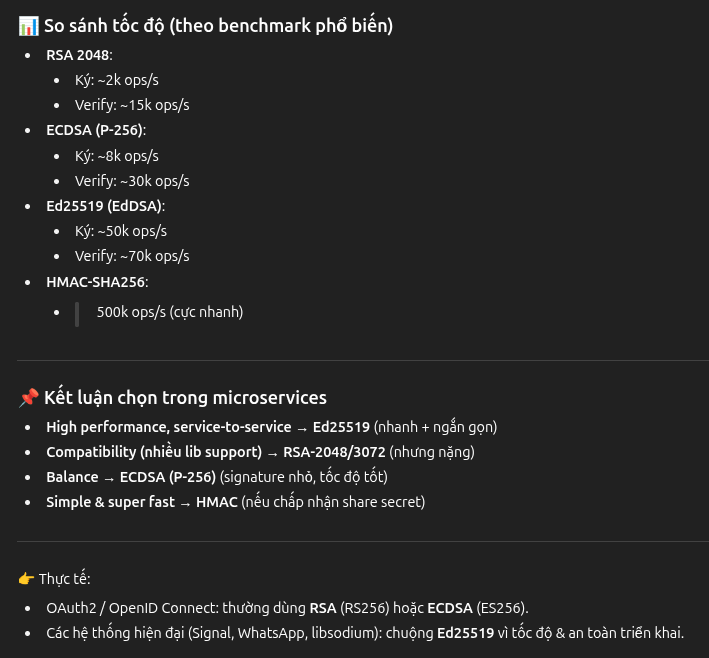 📊 So sánh tốc độ (theo benchmark phổ biến)
• RSA 2048:
• Ký: ~2k ops/s
• Verify: ~15k ops/s
• ECDSA (P-256):
• Ký: ~8k ops/s
• Verify: ~30k ops/s
• Ed25519 (EdDSA):
• Ký: ~50k ops/s
• Verify: ~70k ops/s
• HMAC-SHA256:
• 500k ops/s (cực nhanh)
📌 Kết luận chọn trong microservices
• High performance, service-to-service → Ed25519 (nhanh + ngắn gọn)
• Compatibility (nhiều lib support) → RSA-2048/3072 (nhưng nặng)
• Balance → ECDSA (P-256) (signature nhỏ, tốc độ tốt)
• Simple & super fast → HMAC (nếu chấp nhận share secret)
👉 Thực tế:
• OAuth2 / OpenID Connect: thường dùng RSA (RS256) hoặc ECDSA (ES256).
• Các hệ thống hiện đại (Signal, WhatsApp, libsodium): chuộng Ed25519 vì tốc độ & an toàn triển khai.